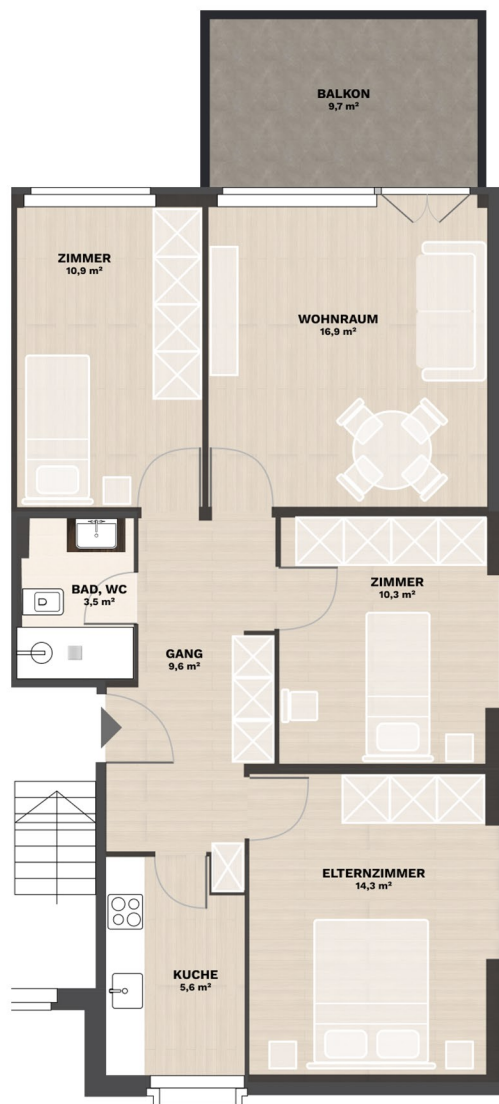 BALKON
9,7 m²
ZIMMER
10,9 m²
WOHNRAUM
16,9 m²
BAD, WC
3,5 m²
ZIMMER
10,3 m²
GANG
9,6 m²
ELTERNZIMMER
14,3 m²
KUCHE
5,6 m²